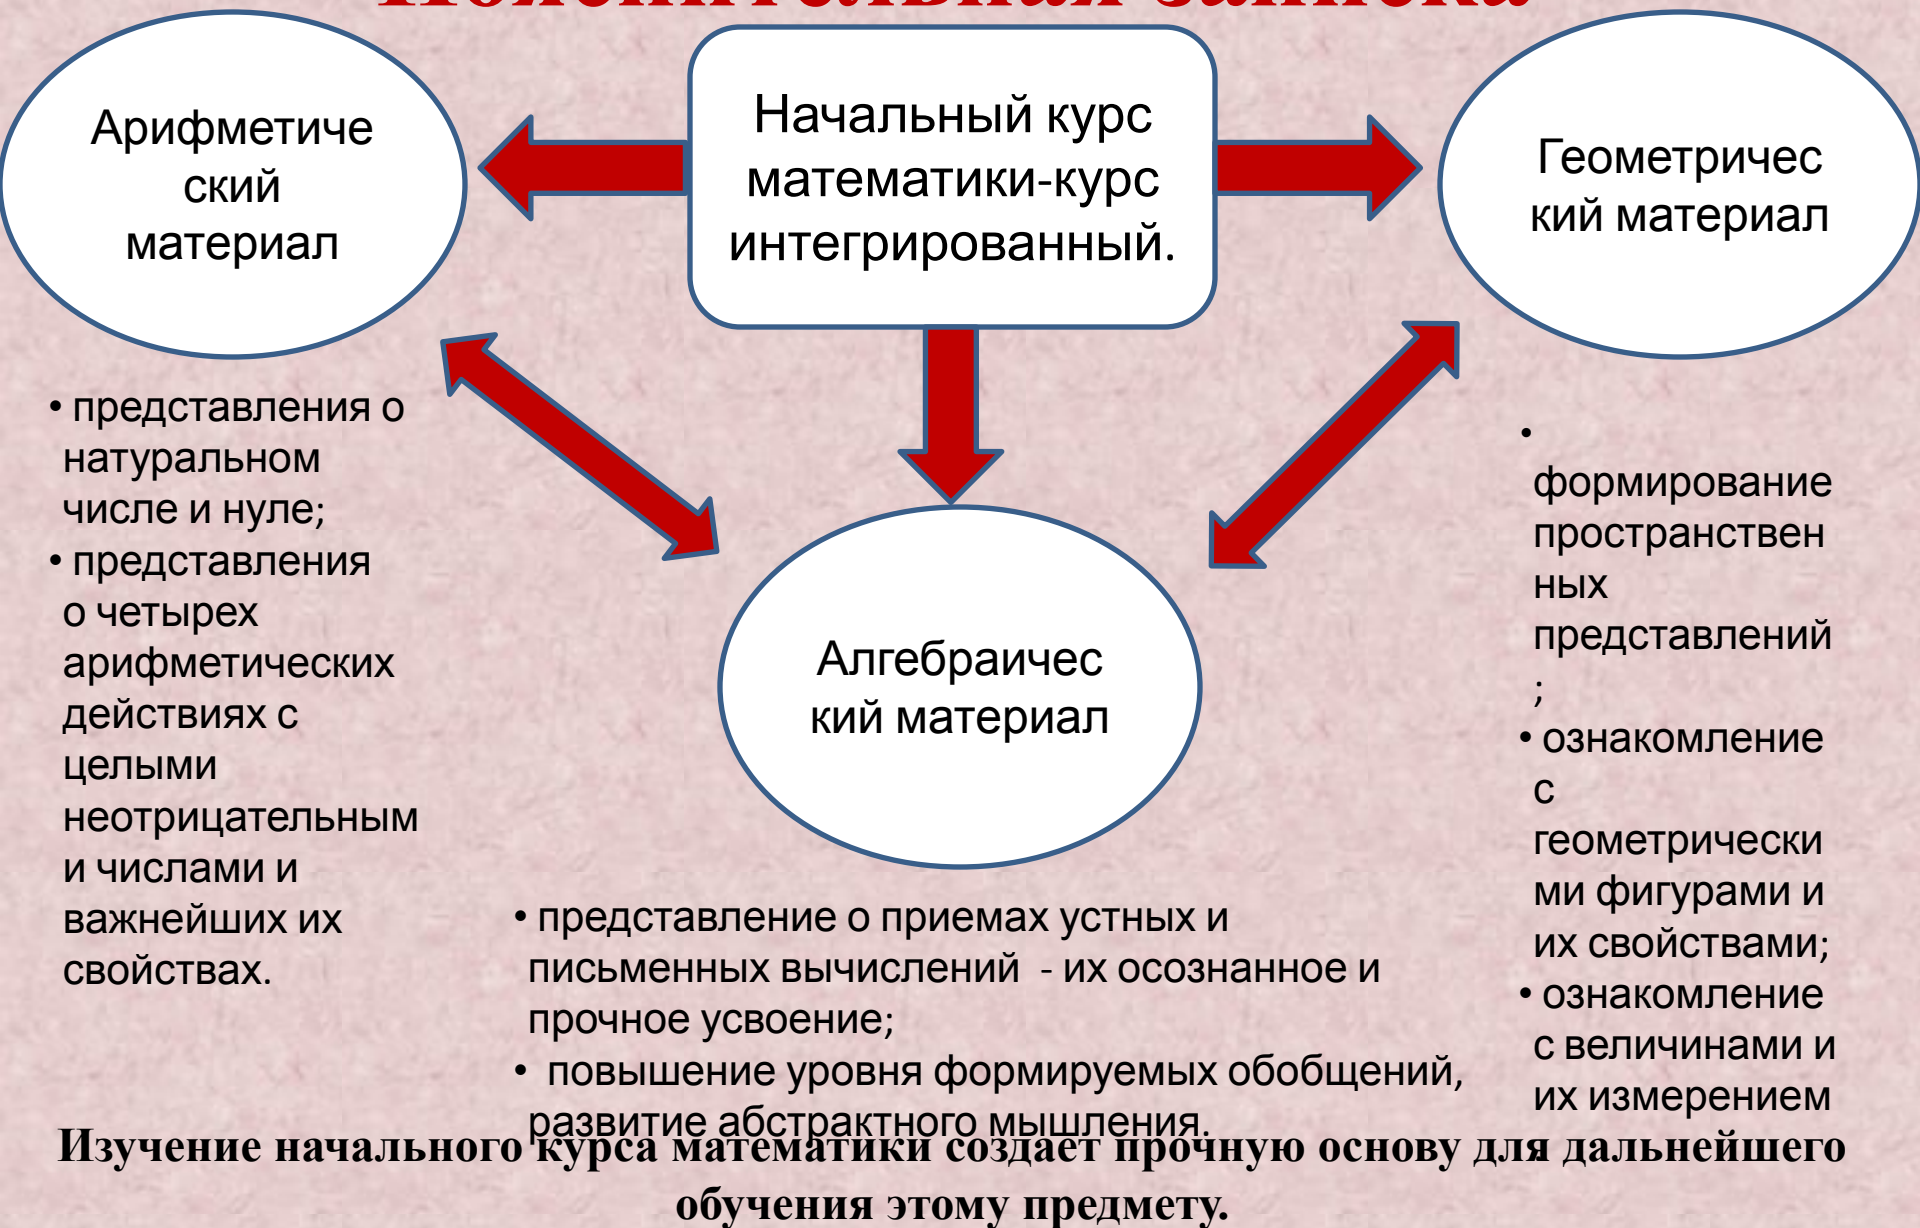 Пояснительная записка
Арифметиче
ский
материал
Начальный курс
математики-курс
интегрированный.
Геометричес
кий материал
• представления о
натуральном
числе и нуле;
• представления
о четырех
арифметических
действиях с
целыми
неотрицательным
и числами и
важнейших их
свойствах.
Алгебраичес
кий материал
•
формирование
пространствен
ных
представлений
;
• ознакомление
с
геометрически
ми фигурами и
их свойствами;
• ознакомление
с величинами и
их измерением
• представление о приемах устных и
письменных вычислений - их осознанное и
прочное усвоение;
• повышение уровня формируемых обобщений,
развитие абстрактного мышления.
Изучение начального курса математики создает прочную основу для дальнейшего
обучения этому предмету.